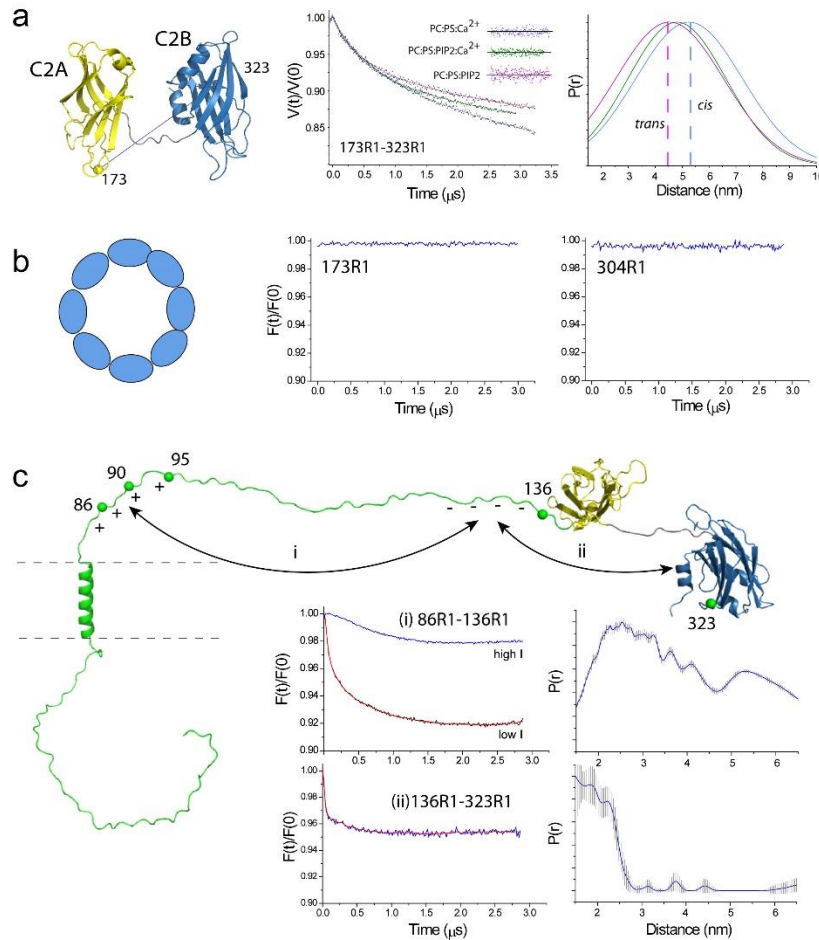 a
C2A
C2B
323
173
V(t)/V(0)
1.00
0.95
0.90
0.85
PC:PS:Ca2+
PC:PS:PIP2:Ca2+
PC:PS:PIP2
173R1-323R1
0.0 0.5 1.0 1.5 2.0 2.5 3.0 3.5
Time (μs)
P(r)
trans
cis
2 3 4 5 6 7 8 9 10
Distance (nm)
b
F(t)/F(0)
1.00
0.98
0.96
0.94
0.92
0.90
173R1
0.0 0.5 1.0 1.5 2.0 2.5 3.0
Time (μs)
1.00
0.98
0.96
0.94
0.92
0.90
304R1
0.0 0.5 1.0 1.5 2.0 2.5 3.0
Time (μs)
c
86
90
95
+ + + +
- - - -
136
i
ii
323
(i) 86R1-136R1
F(t)/F(0)
1.00
0.98
0.96
0.94
0.92
0.90
high I
low I
0.0 0.5 1.0 1.5 2.0 2.5 3.0
P(r)
2 3 4 5 6
(ii)136R1-323R1
F(t)/F(0)
1.00
0.98
0.96
0.94
0.92
0.90
0.0 0.5 1.0 1.5 2.0 2.5 3.0
Time (μs)
P(r)
2 3 4 5 6
Distance (nm)